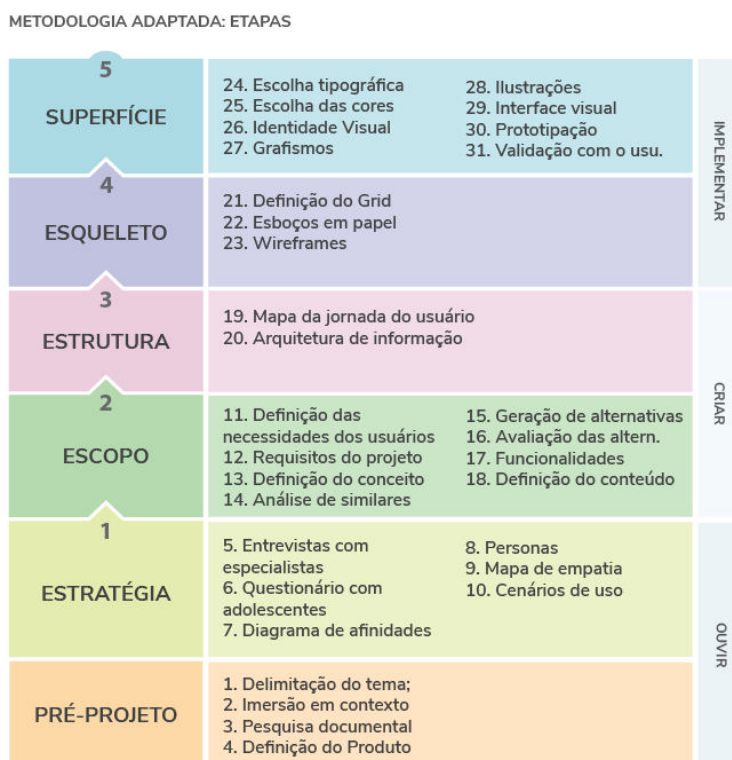 METODOLOGIA ADAPTADA: ETAPAS
5
SUPERFÍCIE
24. Escolha tipográfica
25. Escolha das cores
26. Identidade Visual
27. Grafismos
28. Ilustrações
29. Interface visual
30. Prototipação
31. Validação com o usu.
4
ESQUELETO
21. Definição do Grid
22. Esboços em papel
23. Wireframes
IMPLEMENTAR
3
ESTRUTURA
19. Mapa da jornada do usuário
20. Arquitetura de informação
2
ESCOPO
11. Definição das
necessidades dos usuários
12. Requisitos do projeto
13. Definição do conceito
14. Análise de similares
15. Geração de alternativas
16. Avaliação das altern.
17. Funcionalidades
18. Definição do conteúdo
CRIAR
1
ESTRATÉGIA
5. Entrevistas com
especialistas
6. Questionário com
adolescentes
7. Diagrama de afinidades
8. Personas
9. Mapa de empatia
10. Cenários de uso
PRÉ-PROJETO
1. Delimitação do tema;
2. Imersão em contexto
3. Pesquisa documental
4. Definição do Produto
OUVIR